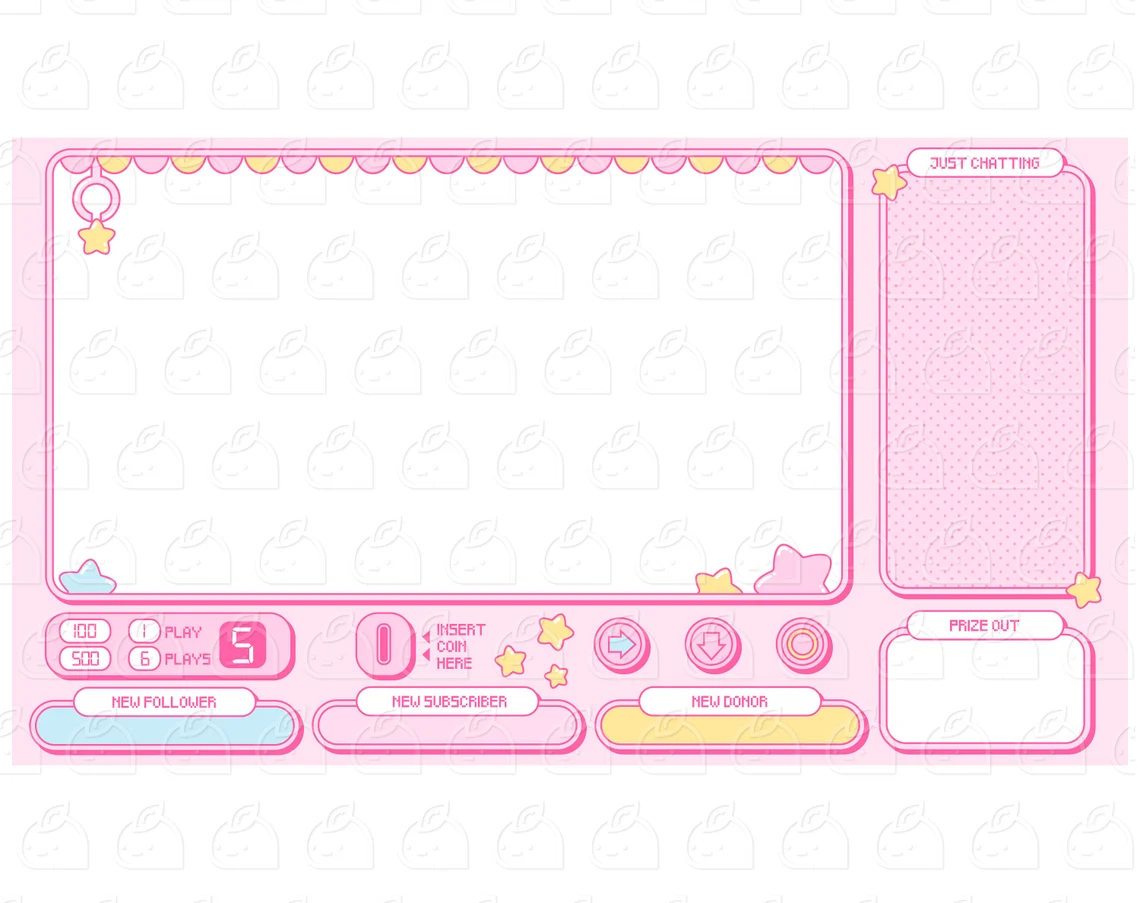 JUST CHATTING
100 1 PLAY
500 6 PLAYS
5
INSERT
COIN
HERE
PRIZE OUT
NEW FOLLOWER
NEW SUBSCRIBER
NEW DONOR